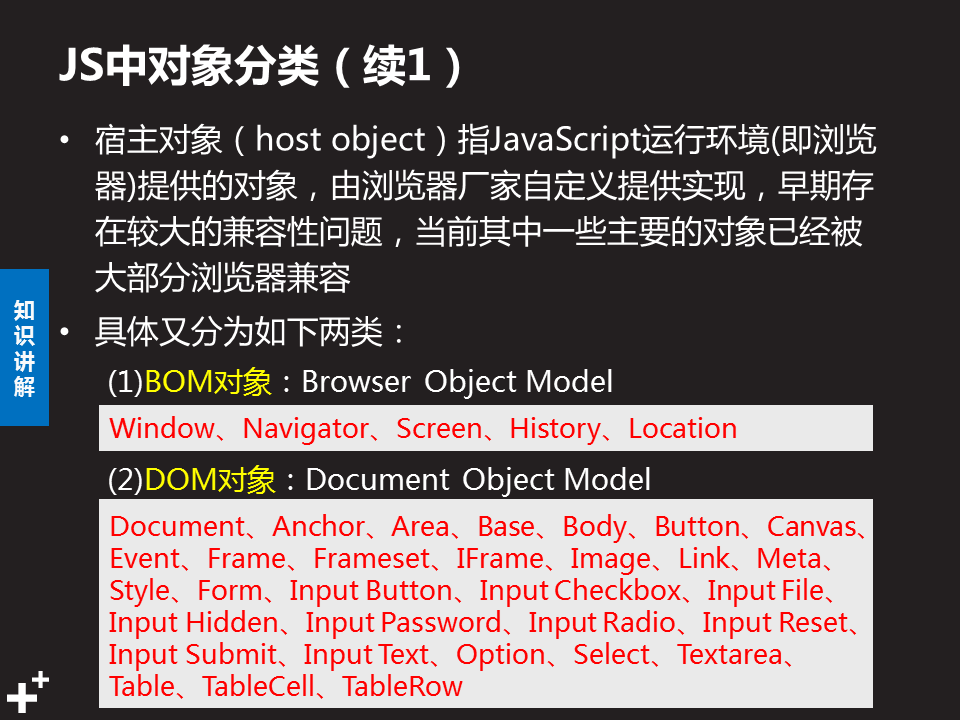 JS中对象分类（续1）
• 宿主对象（host object）指JavaScript运行环境(即浏览
器)提供的对象，由浏览器厂家自定义提供实现，早期存
在较大的兼容性问题，当前其中一些主要的对象已经被
大部分浏览器兼容
• 具体又分为如下两类：
(1)BOM对象：Browser Object Model
Window、Navigator、Screen、History、Location
(2)DOM对象：Document Object Model
Document、Anchor、Area、Base、Body、Button、Canvas、
Event、Frame、Frameset、IFrame、Image、Link、Meta、
Style、Form、Input Button、Input Checkbox、Input File、
Input Hidden、Input Password、Input Radio、Input Reset、
Input Submit、Input Text、Option、Select、Textarea、
Table、TableCell、TableRow
知
识
讲
解